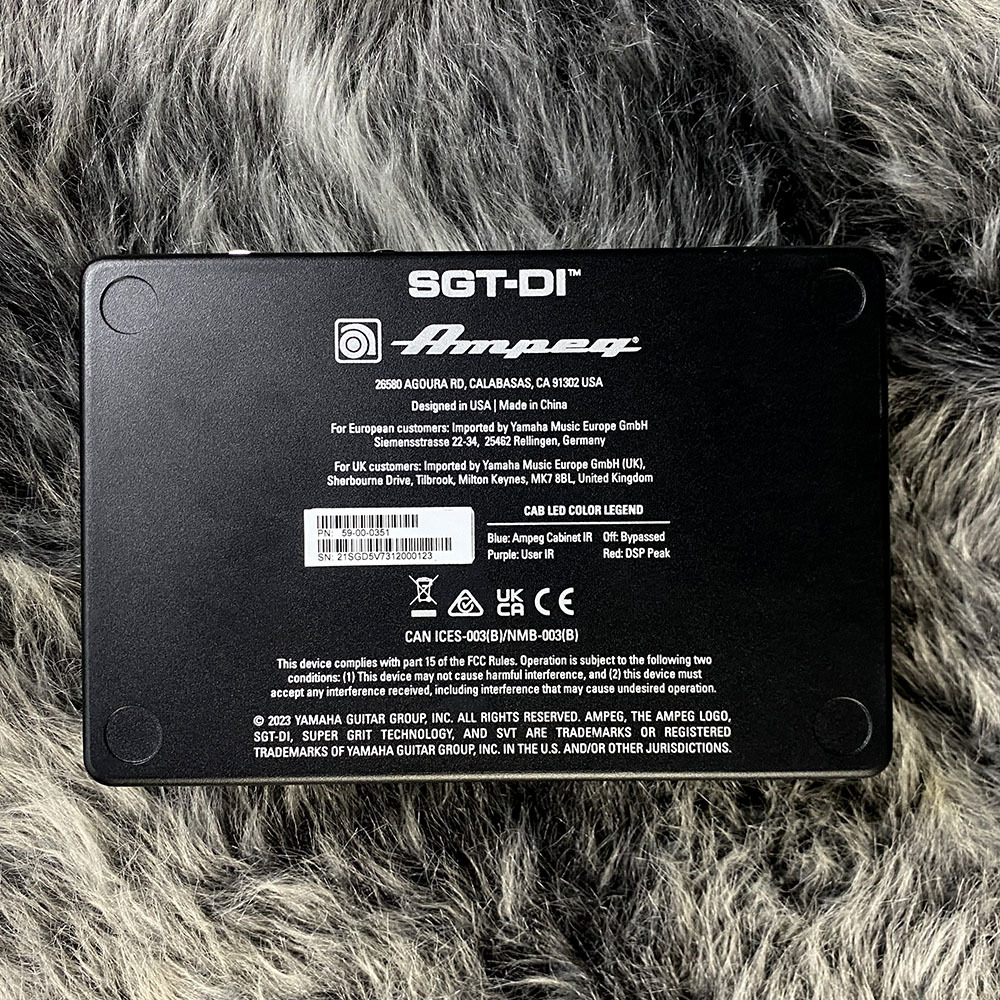 SGT-DI™
Ampeg®
26580 AGOURA RD, CALABASAS, CA 91302 USA
Designed in USA | Made in China
For European customers: Imported by Yamaha Music Europe GmbH
Siemensstrasse 22-34, 25462 Rellingen, Germany
For UK customers: Imported by Yamaha Music Europe GmbH (UK),
Sherbourne Drive, Tilbrook, Milton Keynes, MK7 8BL, United Kingdom
PN: 59-00-0351
SN: 21SGD5V7312000123
CAB LED COLOR LEGEND
Blue: Ampeg Cabinet IR Off: Bypassed
Purple: User IR Red: DSP Peak
UK CA CE
CAN ICES-003(B)/NMB-003(B)
This device complies with part 15 of the FCC Rules. Operation is subject to the following two
conditions: (1) This device may not cause harmful interference, and (2) this device must
accept any interference received, including interference that may cause undesired operation.
© 2023 YAMAHA GUITAR GROUP, INC. ALL RIGHTS RESERVED. AMPEG, THE AMPEG LOGO,
SGT-DI, SUPER GRIT TECHNOLOGY, AND SVT ARE TRADEMARKS OR REGISTERED
TRADEMARKS OF YAMAHA GUITAR GROUP, INC. IN THE U.S. AND/OR OTHER JURISDICTIONS.